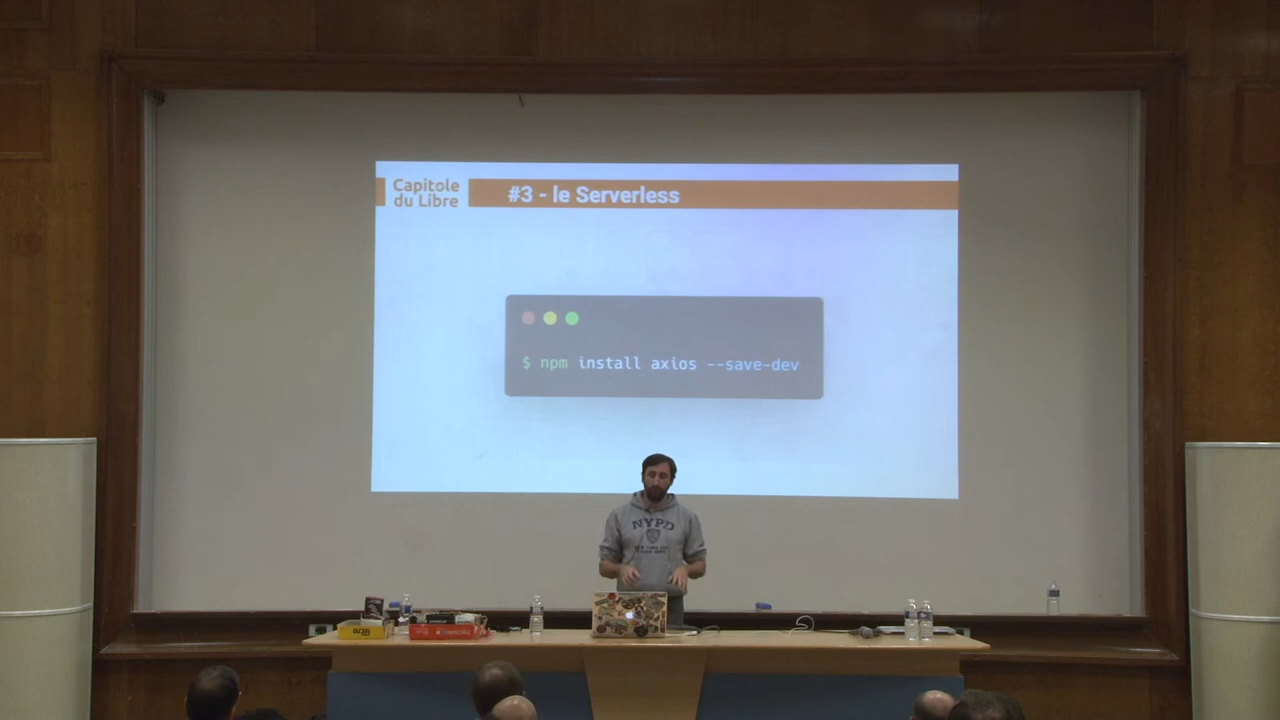 Capitole
du Libre
#3 - le Serverless
$ npm install axios --save-dev
NYPD